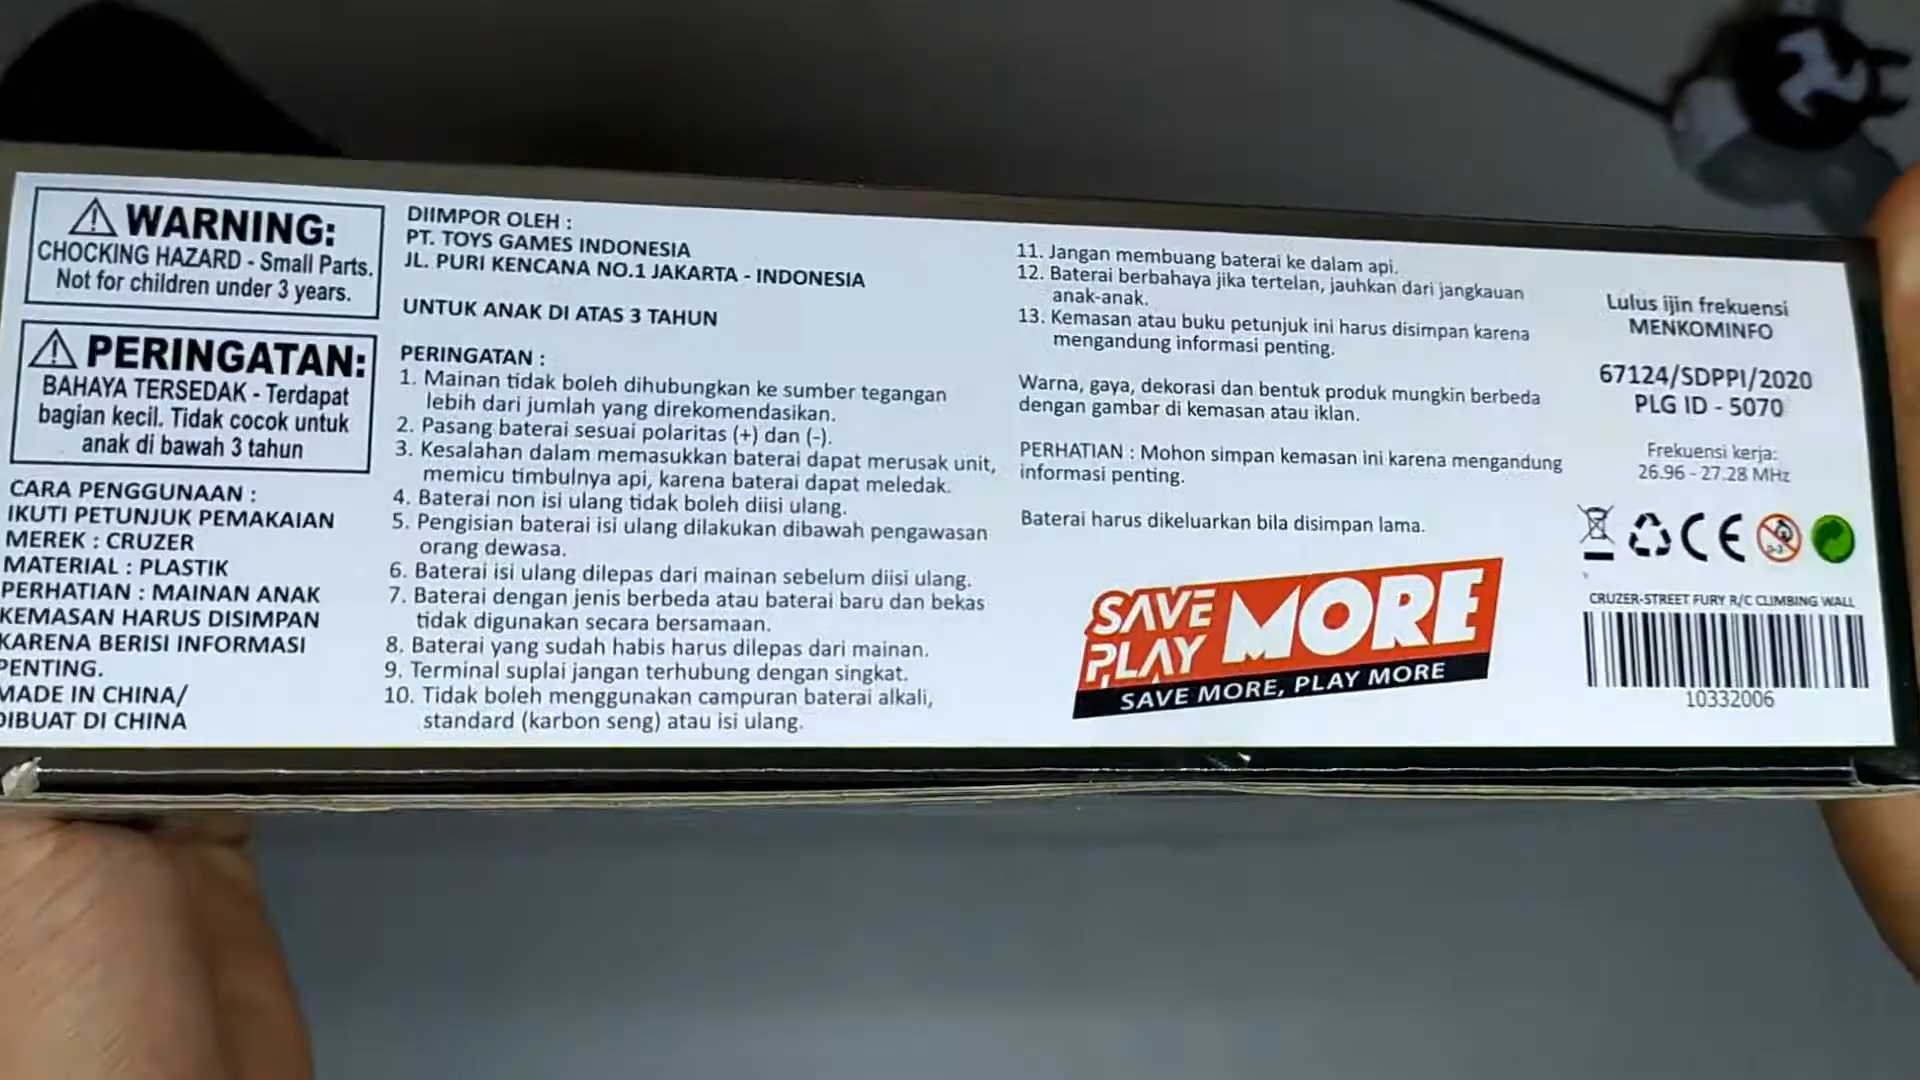 WARNING:
CHOCKING HAZARD - Small Parts.
Not for children under 3 years.
PERINGATAN:
BAHAYA TERSEDAK - Terdapat
bagian kecil. Tidak cocok untuk
anak di bawah 3 tahun
CARA PENGGUNAAN :
IKUTI PETUNJUK PEMAKAIAN
MEREK : CRUZER
MATERIAL : PLASTIK
PERHATIAN : MAINAN ANAK
KEMASAN HARUS DISIMPAN
KARENA BERISI INFORMASI
PENTING.
MADE IN CHINA/
DIBUAT DI CHINA
DIIMPOR OLEH :
PT. TOYS GAMES INDONESIA
JL. PURI KENCANA NO.1 JAKARTA - INDONESIA
UNTUK ANAK DI ATAS 3 TAHUN
PERINGATAN :
1. Mainan tidak boleh dihubungkan ke sumber tegangan
lebih dari jumlah yang direkomendasikan.
2. Pasang baterai sesuai polaritas (+) dan (-).
3. Kesalahan dalam memasukkan baterai dapat merusak unit,
memicu timbulnya api, karena baterai dapat meledak.
4. Baterai non isi ulang tidak boleh diisi ulang.
5. Pengisian baterai isi ulang dilakukan dibawah pengawasan
orang dewasa.
6. Baterai isi ulang dilepas dari mainan sebelum diisi ulang.
7. Baterai dengan jenis berbeda atau baterai baru dan bekas
tidak digunakan secara bersamaan.
8. Baterai yang sudah habis harus dilepas dari mainan.
9. Terminal suplai jangan terhubung dengan singkat.
10. Tidak boleh menggunakan campuran baterai alkali,
standard (karbon seng) atau isi ulang.
11. Jangan membuang baterai ke dalam api.
12. Baterai berbahaya jika tertelan, jauhkan dari jangkauan
anak-anak.
13. Kemasan atau buku petunjuk ini harus disimpan karena
mengandung informasi penting.
Warna, gaya, dekorasi dan bentuk produk mungkin berbeda
dengan gambar di kemasan atau iklan.
PERHATIAN : Mohon simpan kemasan ini karena mengandung
informasi penting.
Baterai harus dikeluarkan bila disimpan lama.
SAVE PLAY MORE
SAVE MORE, PLAY MORE
Lulus ijin frekuensi
MENKOMINFO
67124/SDPPI/2020
PLG ID - 5070
Frekuensi kerja:
26.96 - 27.28 MHz
CE 0-3
CRUZER-STREET FURY R/C CLIMBING WALL
10332006